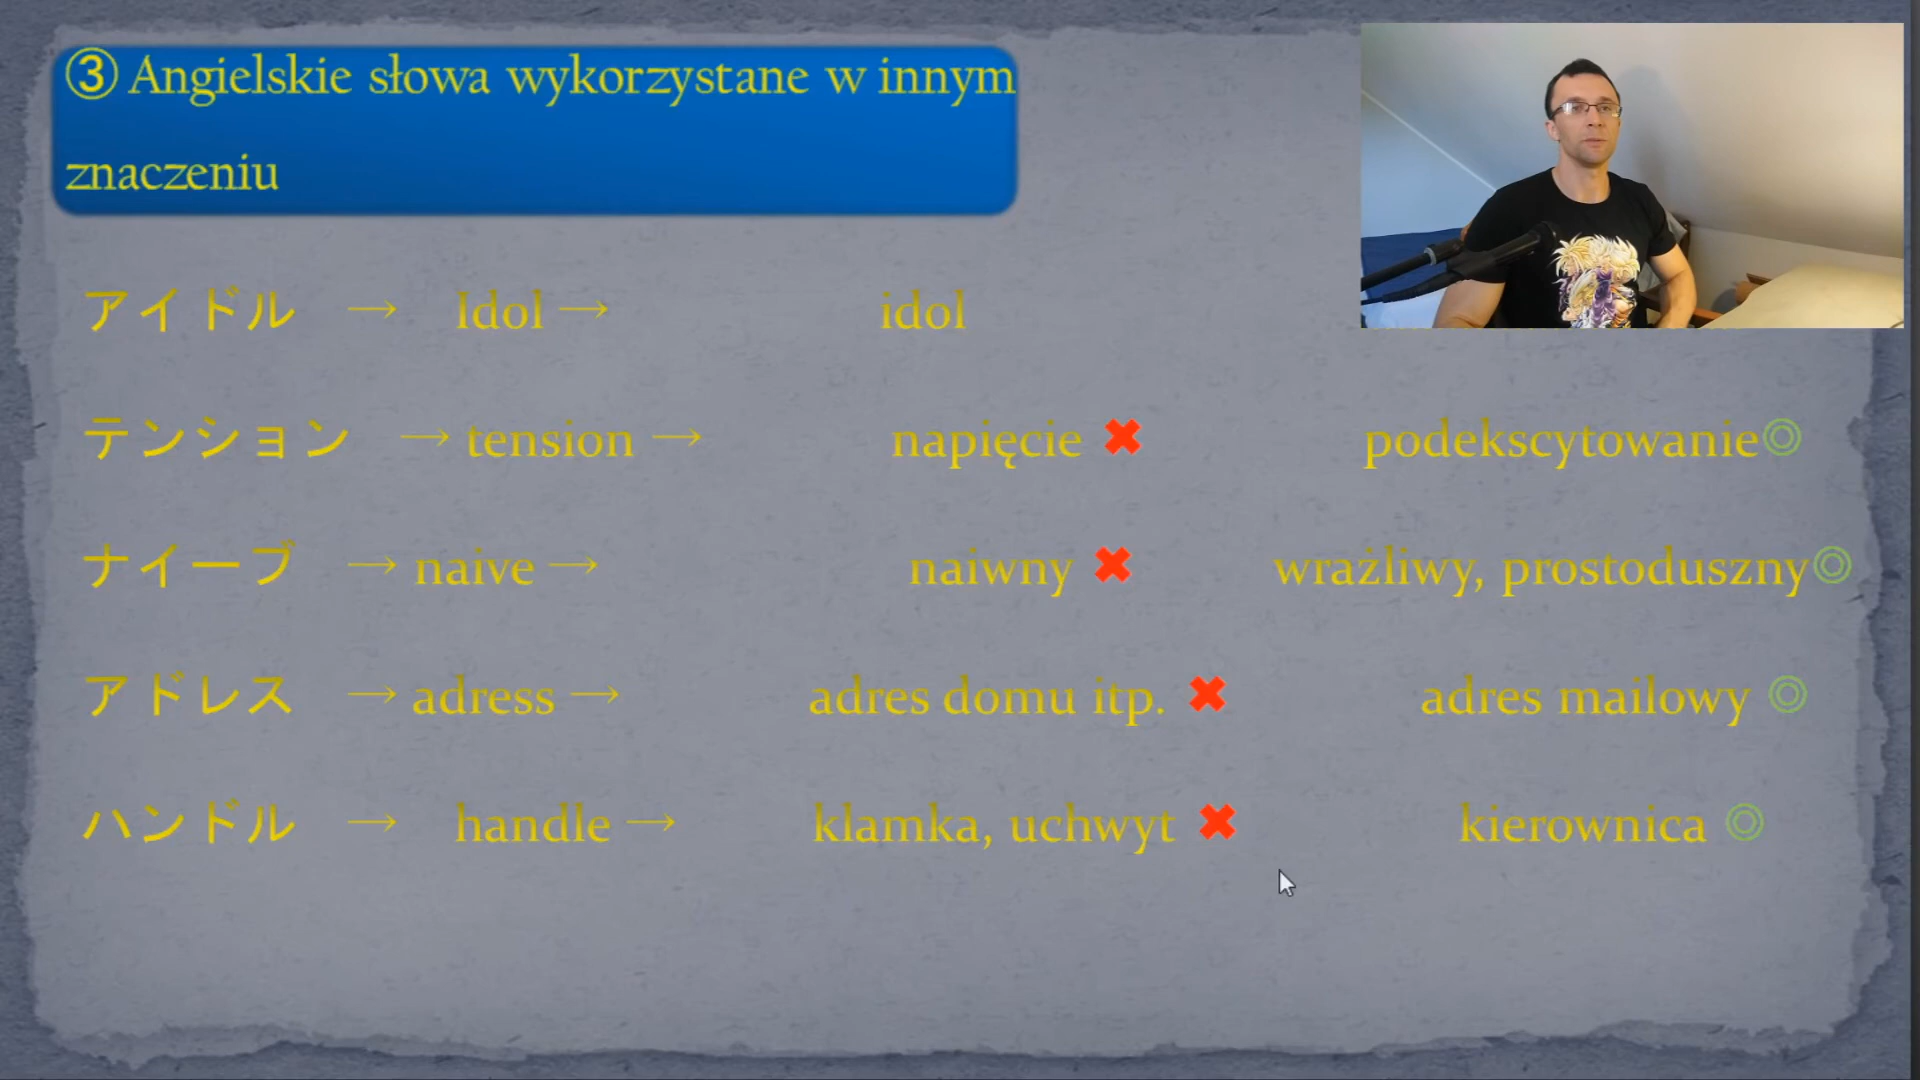 ③ Angielskie słowa wykorzystane w innym
znaczeniu
アイドル → Idol → idol
テンション → tension → napięcie ✖ podekscytowanie◎
ナイーブ → naive → naiwny ✖ wrażliwy, prostoduszny◎
アドレス → adress → adres domu itp. ✖ adres mailowy ◎
ハンドル → handle → klamka, uchwyt ✖ kierownica ◎